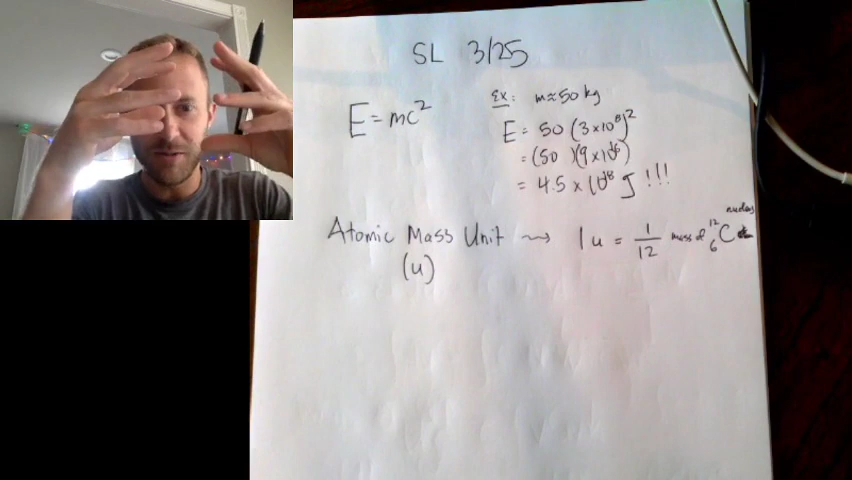 SL 3/25
E = mc²
Ex: m ≈ 50 kg
E = 50 (3 × 10⁸)²
= (50 )(9 × 10¹⁶)
= 4.5 × 10¹⁸ J !!!
Atomic Mass Unit ⇝ 1 u = 1/12 mass of ¹²₆C nucleus
(u)